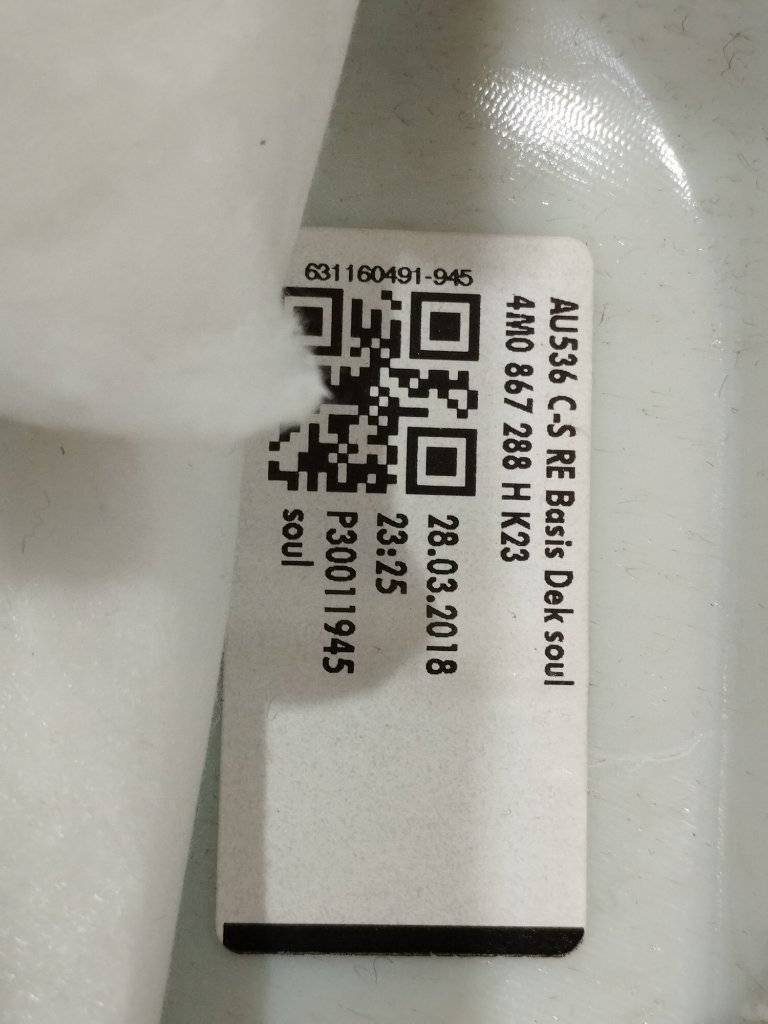 AU536 C-S RE Basis Dek soul
4M0 867 288 H K23
631160491-945
28.03.2018
23:25
P30011945
soul